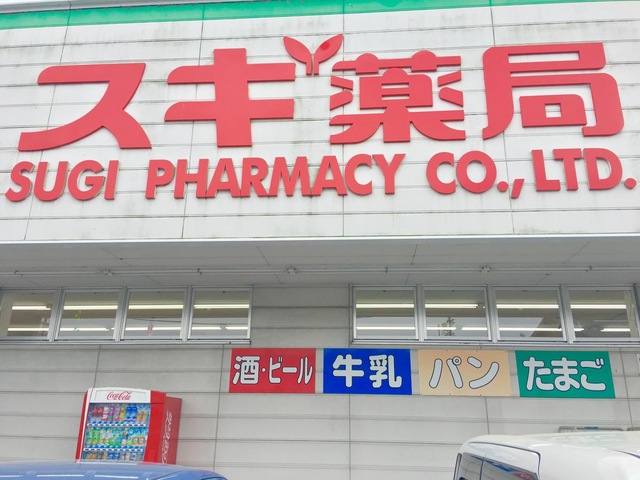 スギ薬局
SUGI PHARMACY CO., LTD.
酒・ビール
牛乳
パン
たまご
Coca-Cola